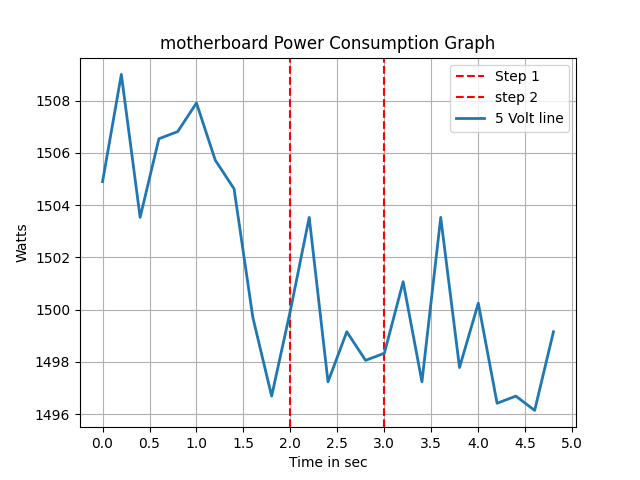 motherboard Power Consumption Graph
Step 1
step 2
5 Volt line
Watts
1508
1506
1504
1502
1500
1498
1496
0.0 0.5 1.0 1.5 2.0 2.5 3.0 3.5 4.0 4.5 5.0
Time in sec